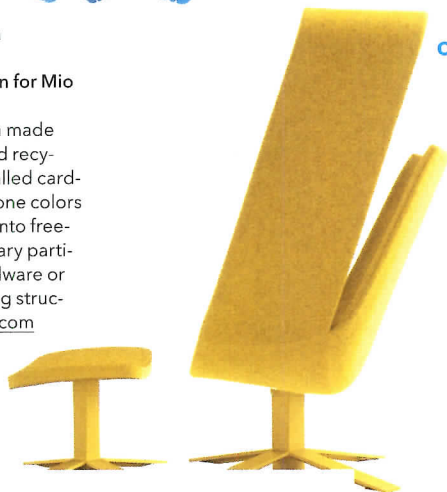 n for Mio
made
d recy-
lled card-
one colors
nto free-
ary parti-
dware or
g struc-
com